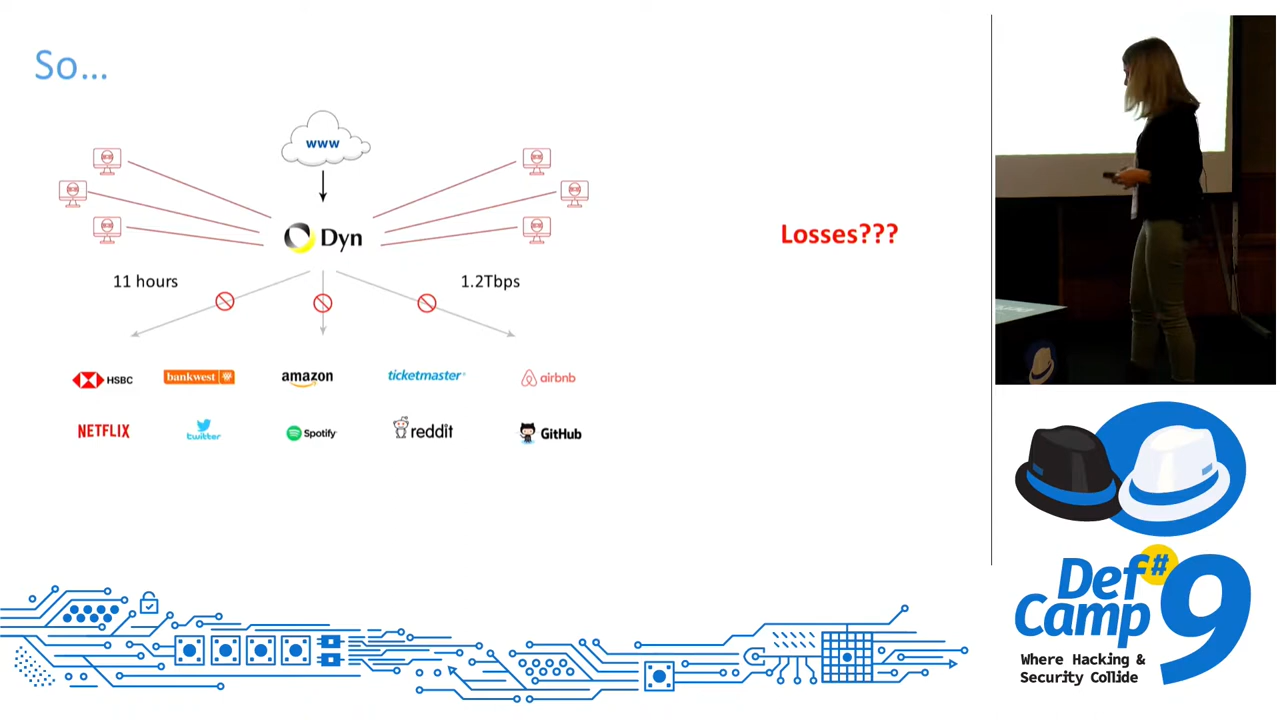 So...
www
Dyn
11 hours
1.2Tbps
Losses???
HSBC
bankwest
amazon
ticketmaster
airbnb
NETFLIX
twitter
Spotify
reddit
GitHub
Def
Camp
#
9
Where Hacking &
Security Collide